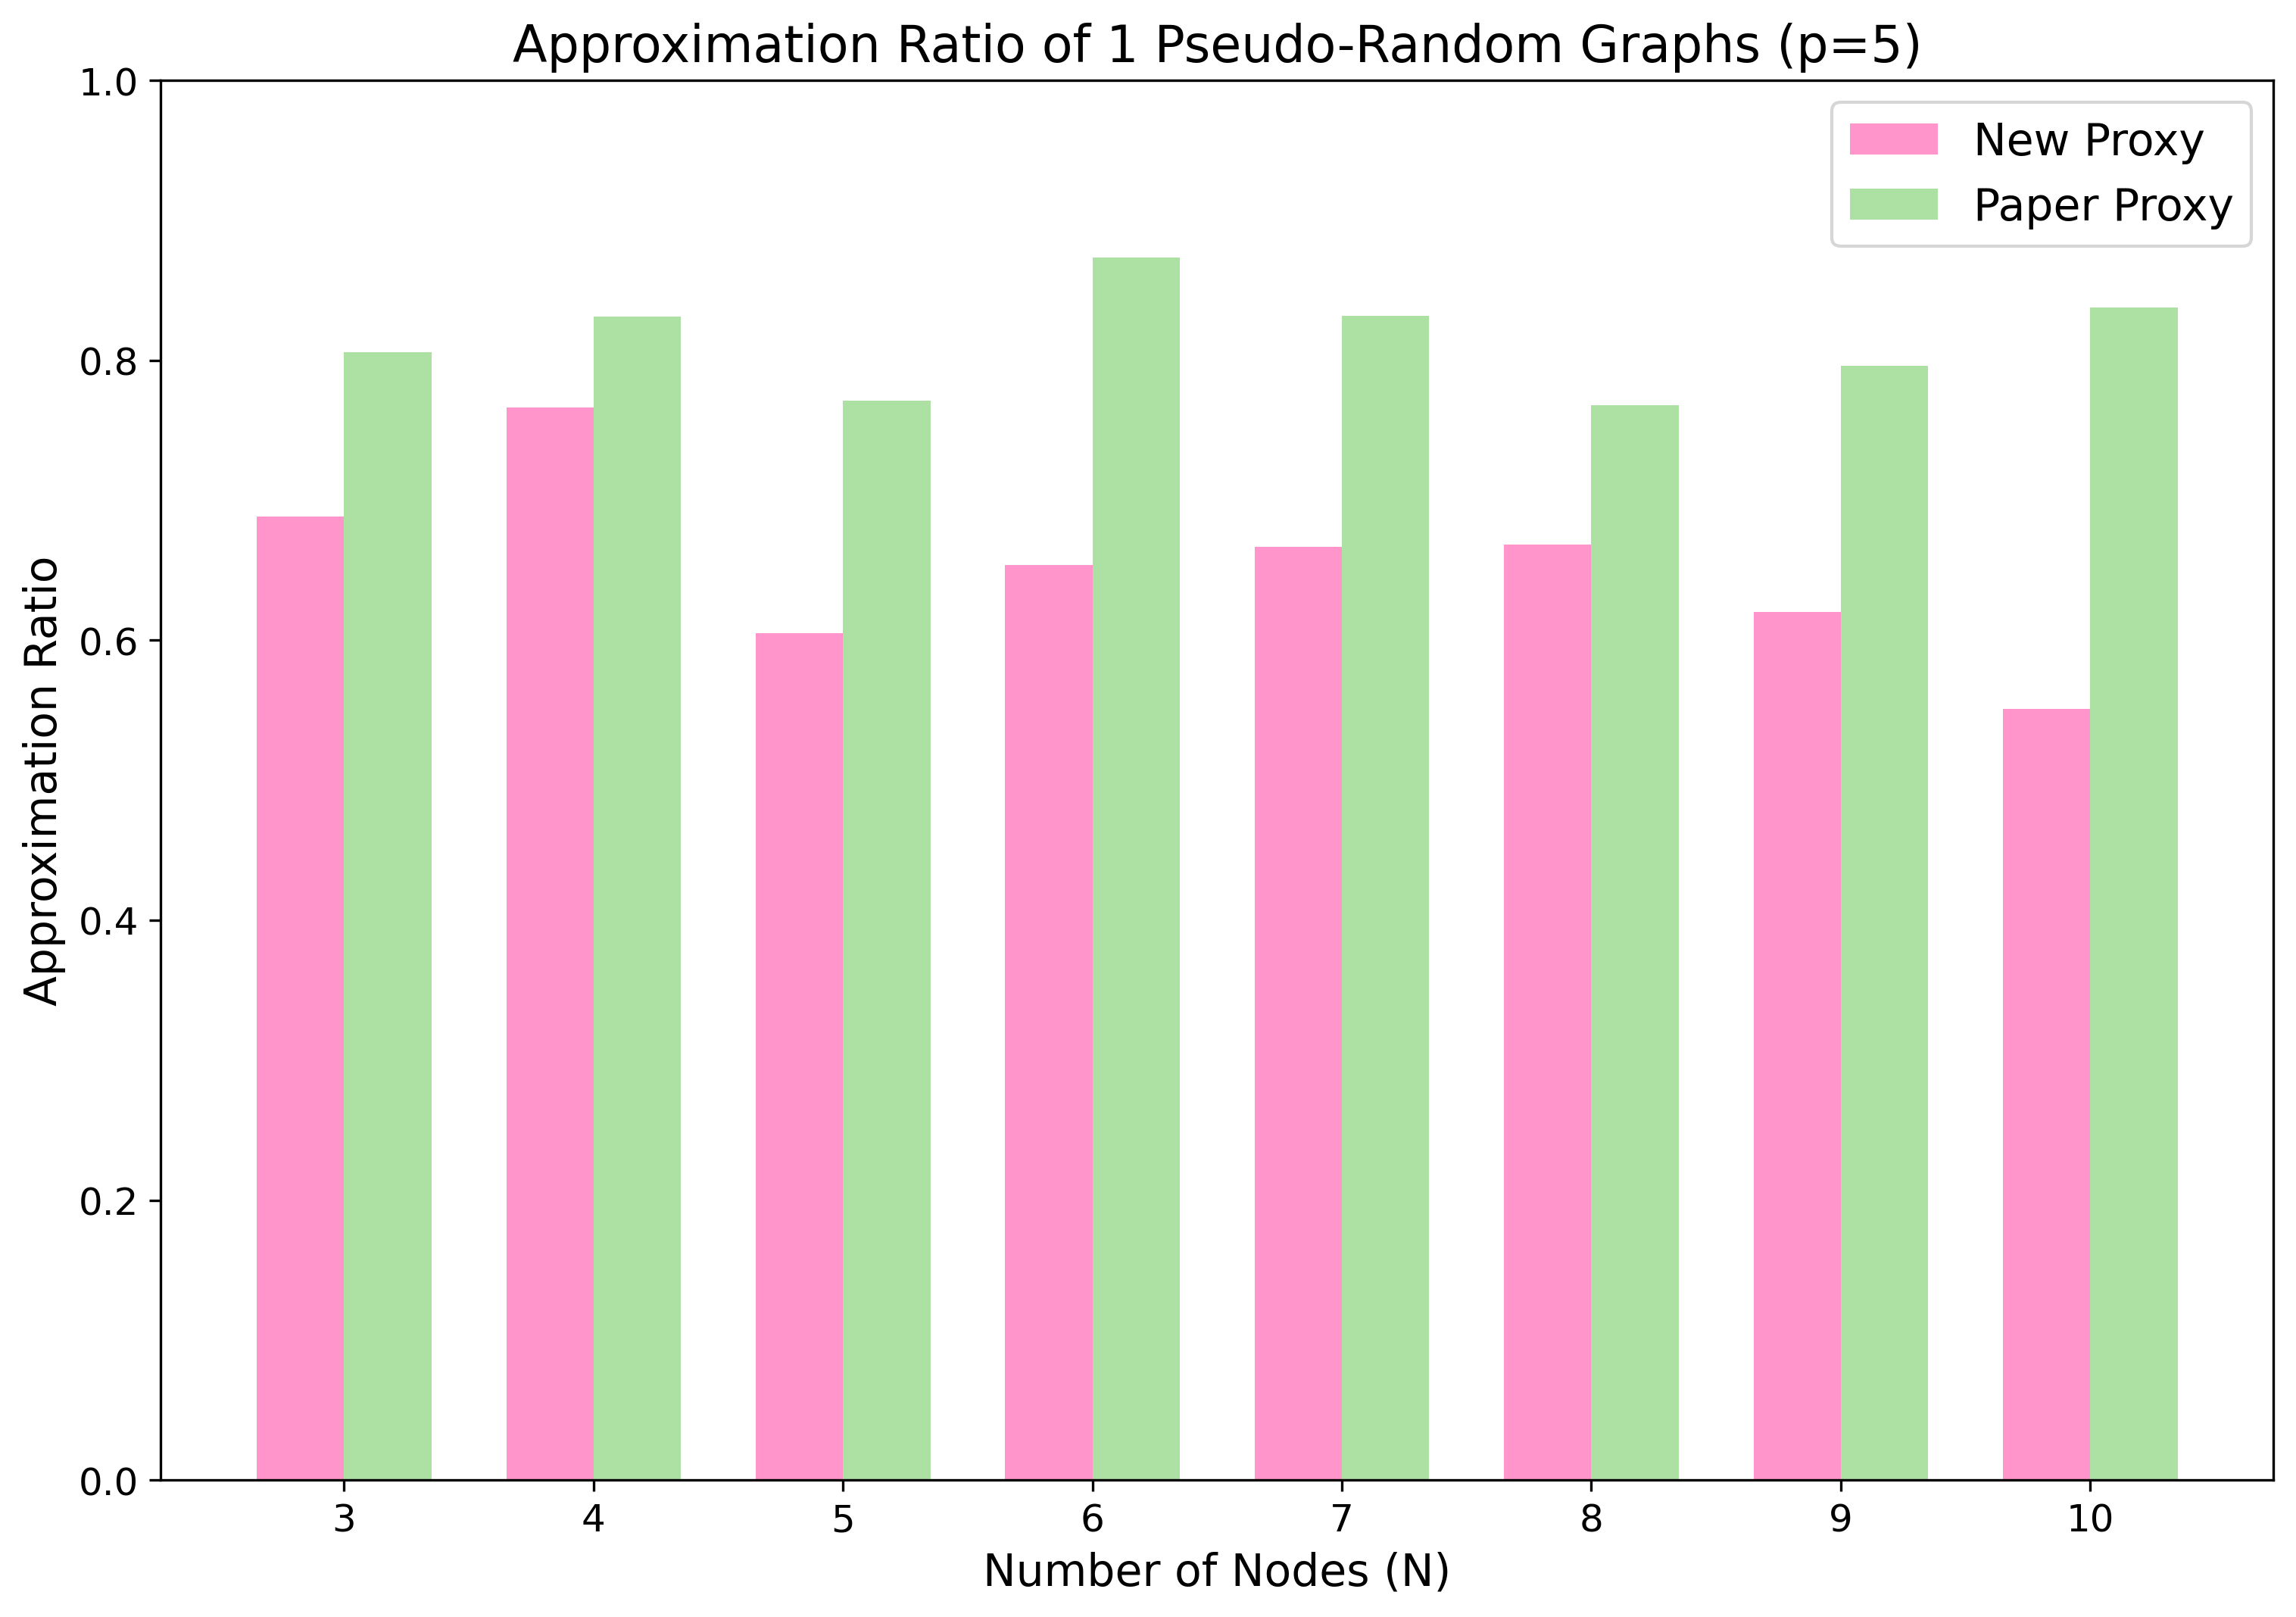 Approximation Ratio of 1 Pseudo-Random Graphs (p=5)
New Proxy
Paper Proxy
Approximation Ratio
1.0
0.8
0.6
0.4
0.2
0.0
3 4 5 6 7 8 9 10
Number of Nodes (N)